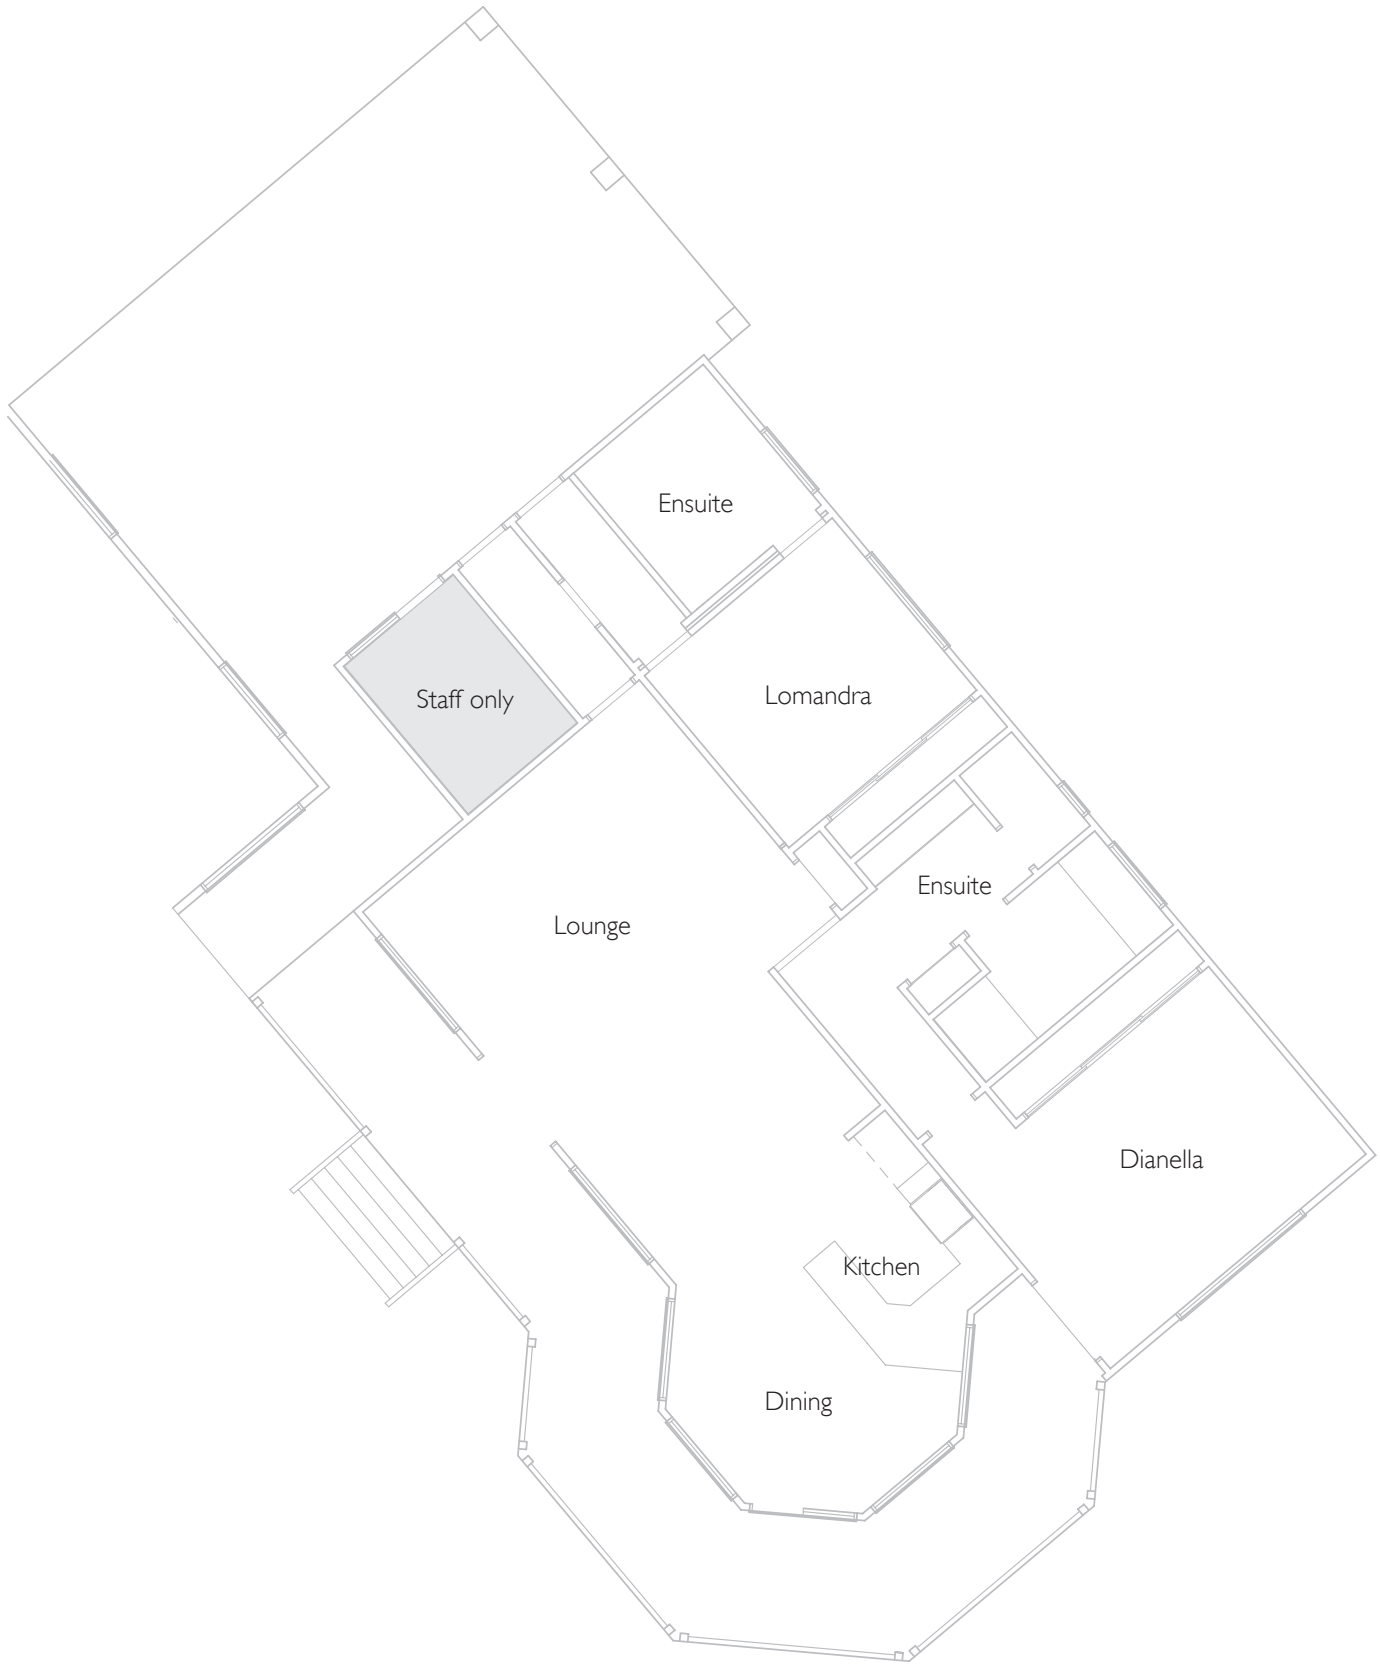 Ensuite
Lomandra
Staff only
Ensuite
Lounge
Dianella
Kitchen
Dining